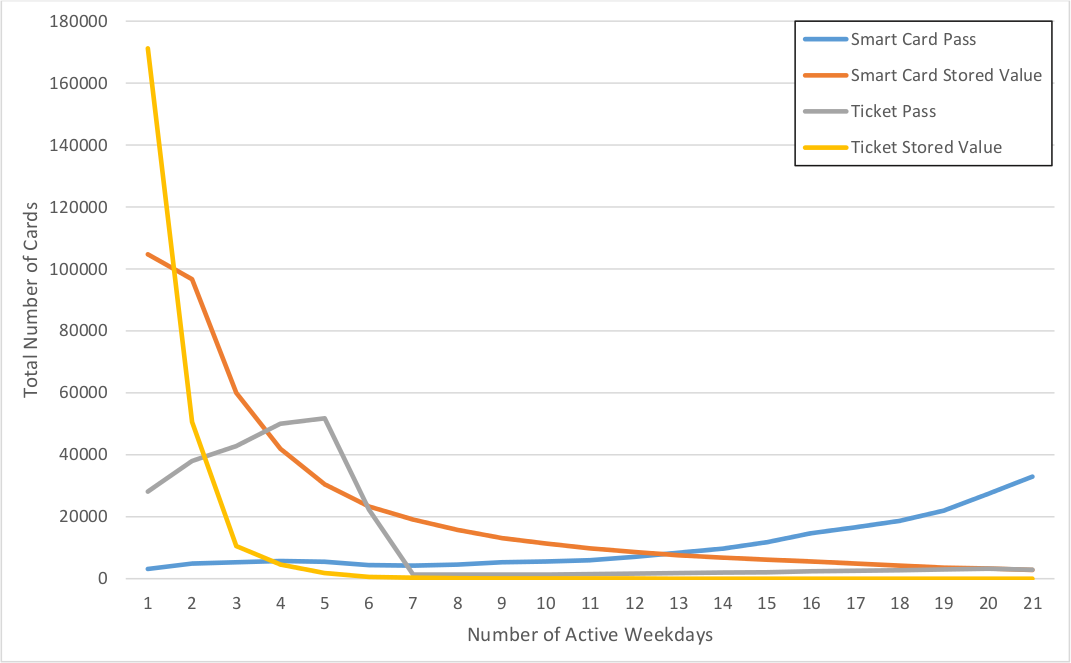 180000
160000
140000
120000
100000
80000
60000
40000
20000
0
Total Number of Cards
Smart Card Pass
Smart Card Stored Value
Ticket Pass
Ticket Stored Value
1 2 3 4 5 6 7 8 9 10 11 12 13 14 15 16 17 18 19 20 21
Number of Active Weekdays